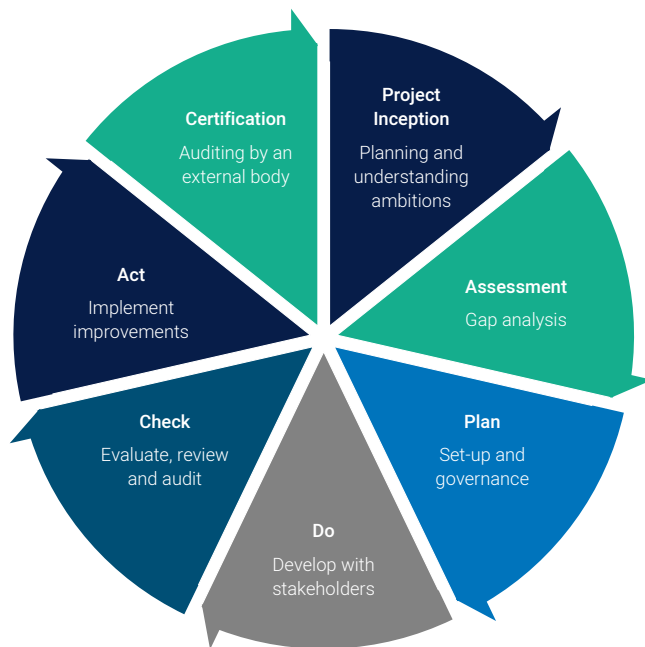 Project
Inception
Planning and
understanding
ambitions
Assessment
Gap analysis
Plan
Set-up and
governance
Do
Develop with
stakeholders
Check
Evaluate, review
and audit
Act
Implement
improvements
Certification
Auditing by an
external body